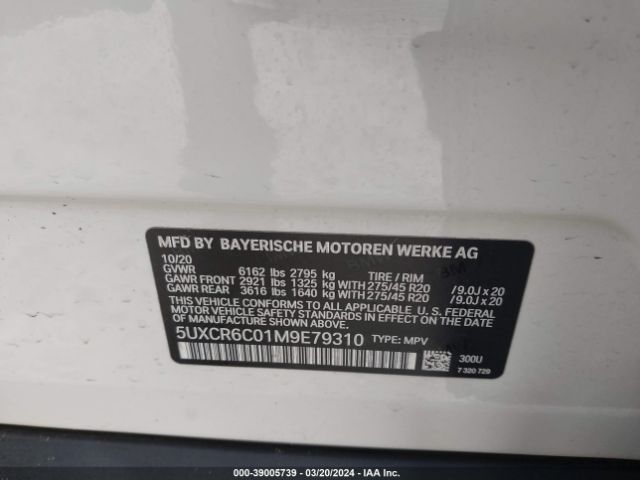 MFD BY BAYERISCHE MOTOREN WERKE AG
10/20
GVWR 6162 lbs 2795 kg TIRE / RIM
GAWR FRONT 2921 lbs 1325 kg WITH 275/45 R20 / 9.0J x 20
GAWR REAR 3616 lbs 1640 kg WITH 275/45 R20 / 9.0J x 20
THIS VEHICLE CONFORMS TO ALL APPLICABLE U.S. FEDERAL
MOTOR VEHICLE SAFETY STANDARDS IN EFFECT
ON THE DATE OF MANUFACTURE SHOWN ABOVE.
5UXCR6C01M9E79310 TYPE: MPV
300U
7 320 729
000-39005739 - 03/20/2024 - IAA Inc.